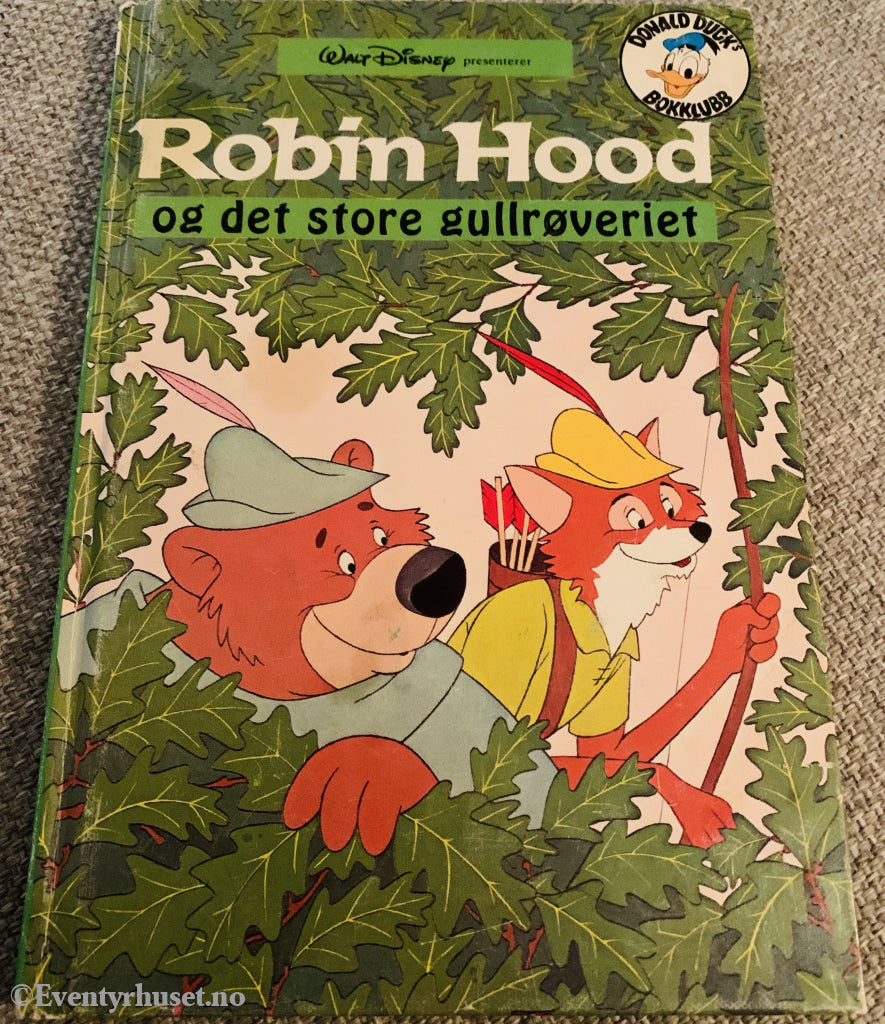 WALT DISNEY presenterer
DONALD DUCK's
BOKKLUBB
Robin Hood
og det store gullrøveriet
©Eventyrhuset.no